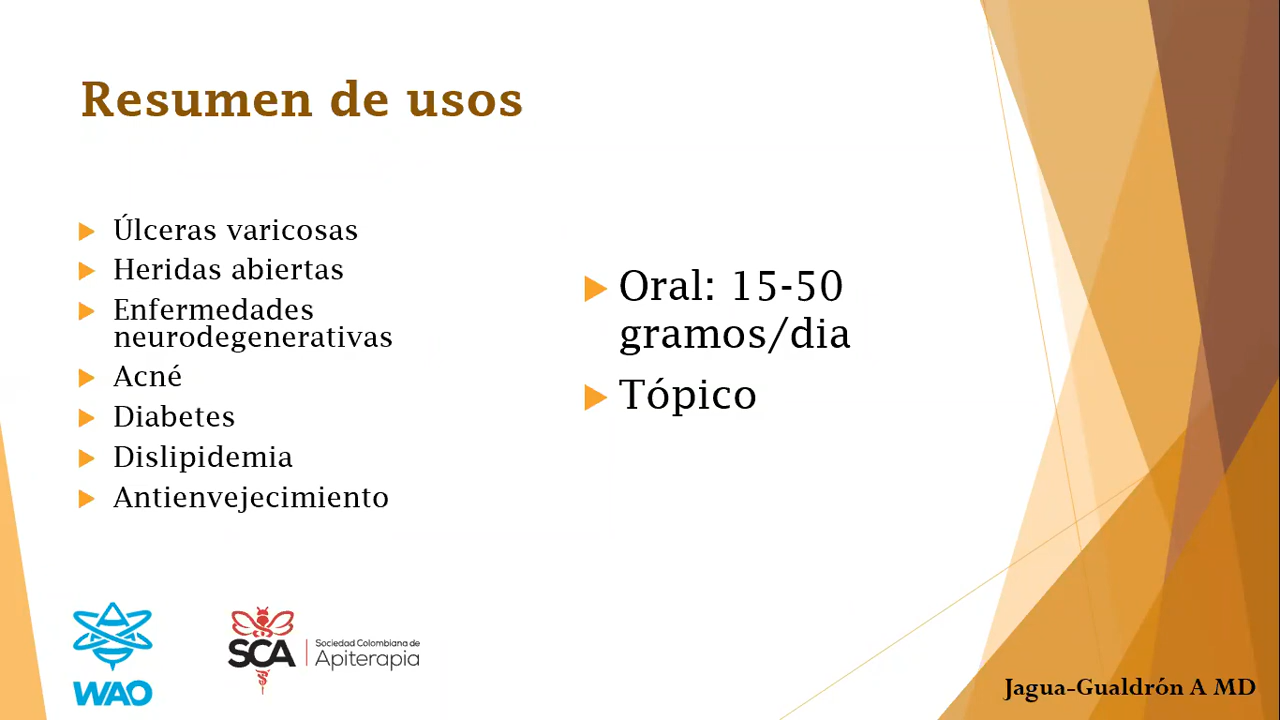 Resumen de usos
Úlceras varicosas
Heridas abiertas
Enfermedades
neurodegenerativas
Acné
Diabetes
Dislipidemia
Antienvejecimiento
Oral: 15-50
gramos/dia
Tópico
WAO
SCA
Sociedad Colombiana de
Apiterapia
Jagua-Gualdrón A MD